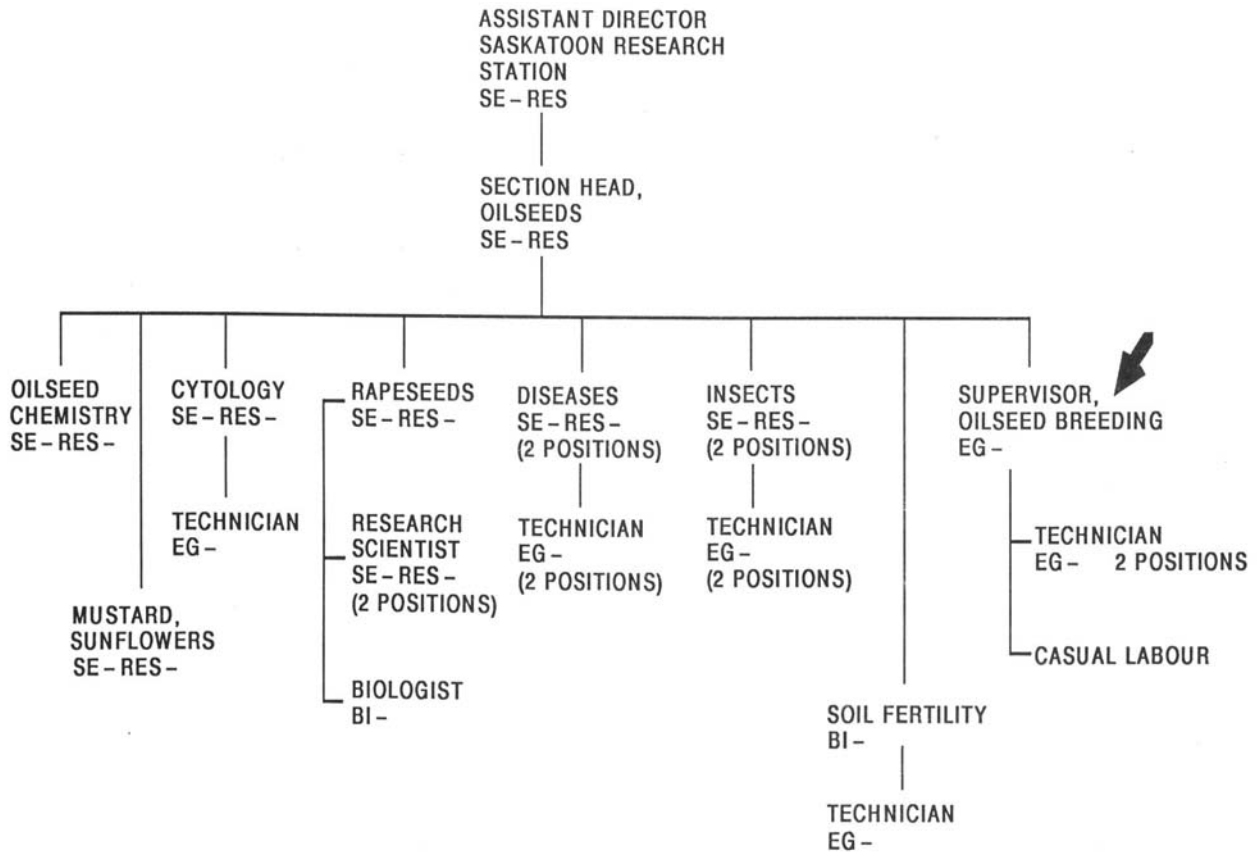 ASSISTANT DIRECTOR
SASKATOON RESEARCH
STATION
SE – RES
SECTION HEAD,
OILSEEDS
SE – RES
OILSEED
CHEMISTRY
SE – RES –
MUSTARD,
SUNFLOWERS
SE – RES –
CYTOLOGY
SE – RES –
TECHNICIAN
EG –
RAPESEEDS
SE – RES –
RESEARCH
SCIENTIST
SE – RES –
(2 POSITIONS)
BIOLOGIST
BI –
DISEASES
SE – RES –
(2 POSITIONS)
TECHNICIAN
EG –
(2 POSITIONS)
INSECTS
SE – RES –
(2 POSITIONS)
TECHNICIAN
EG –
(2 POSITIONS)
SOIL FERTILITY
BI –
TECHNICIAN
EG –
SUPERVISOR,
OILSEED BREEDING
EG –
TECHNICIAN
EG – 2 POSITIONS
CASUAL LABOUR